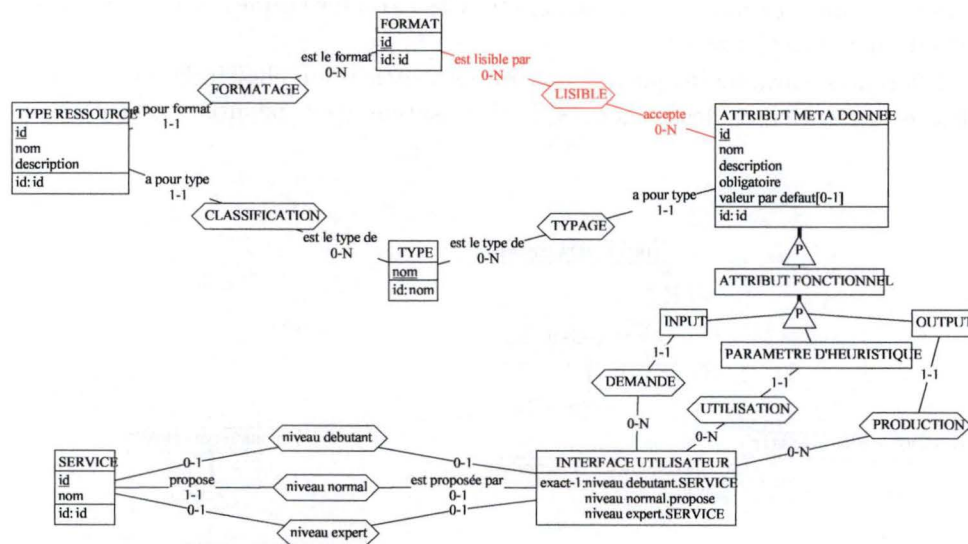 FORMAT
id
id: id
est le format
0-N
est lisible par
0-N
FORMATAGE
LISIBLE
TYPE RESSOURCE
id
nom
description
id: id
a pour format
1-1
accepte
0-N
ATTRIBUT META DONNEE
id
nom
description
obligatoire
valeur par defaut[0-1]
id: id
a pour type
1-1
a pour type
1-1
CLASSIFICATION
TYPAGE
est le type de
0-N
TYPE
nom
id: nom
est le type de
0-N
P
ATTRIBUT FONCTIONNEL
P
INPUT
OUTPUT
PARAMETRE D'HEURISTIQUE
1-1
1-1
1-1
DEMANDE
UTILISATION
PRODUCTION
0-N
0-N
0-N
SERVICE
id
nom
id: id
0-1
niveau debutant
0-1
propose
1-1
niveau normal
est proposée par
0-1
0-1
niveau expert
0-1
INTERFACE UTILISATEUR
exact-1:niveau debutant.SERVICE
niveau normal.propose
niveau expert.SERVICE